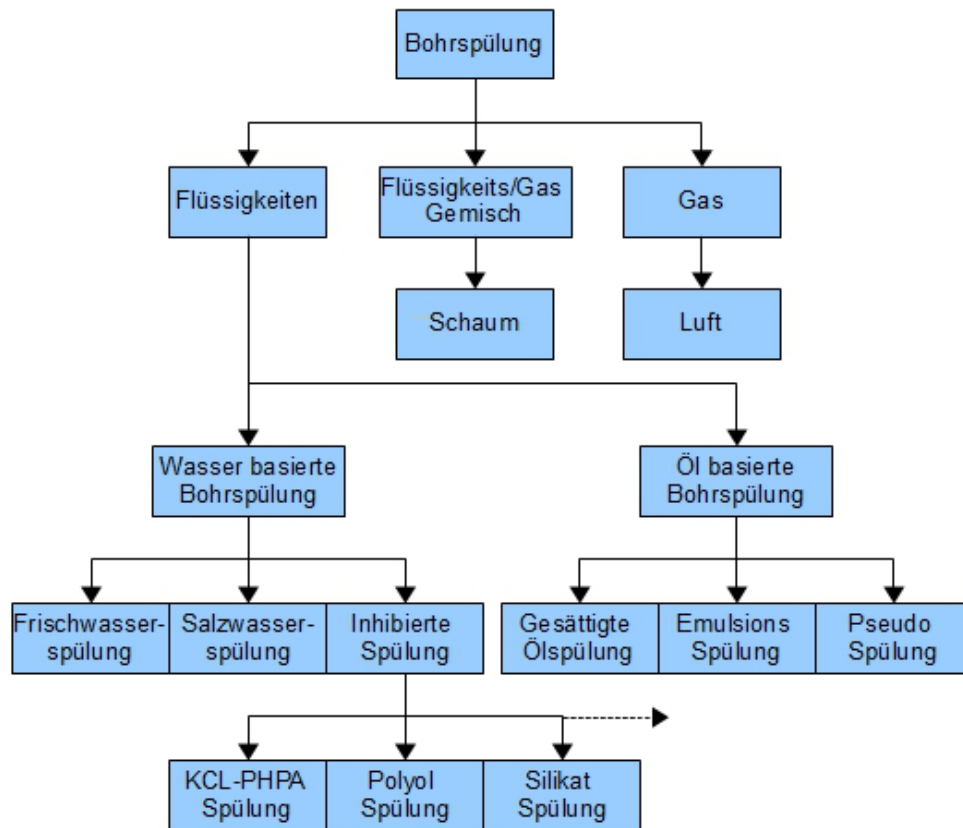 Bohrspülung
Flüssigkeiten
Flüssigkeits/Gas
Gemisch
Gas
Schaum
Luft
Wasser basierte
Bohrspülung
Öl basierte
Bohrspülung
Frischwasser-
spülung
Salzwasser-
spülung
Inhibierte
Spülung
Gesättigte
Ölspülung
Emulsions
Spülung
Pseudo
Spülung
KCL-PHPA
Spülung
Polyol
Spülung
Silikat
Spülung